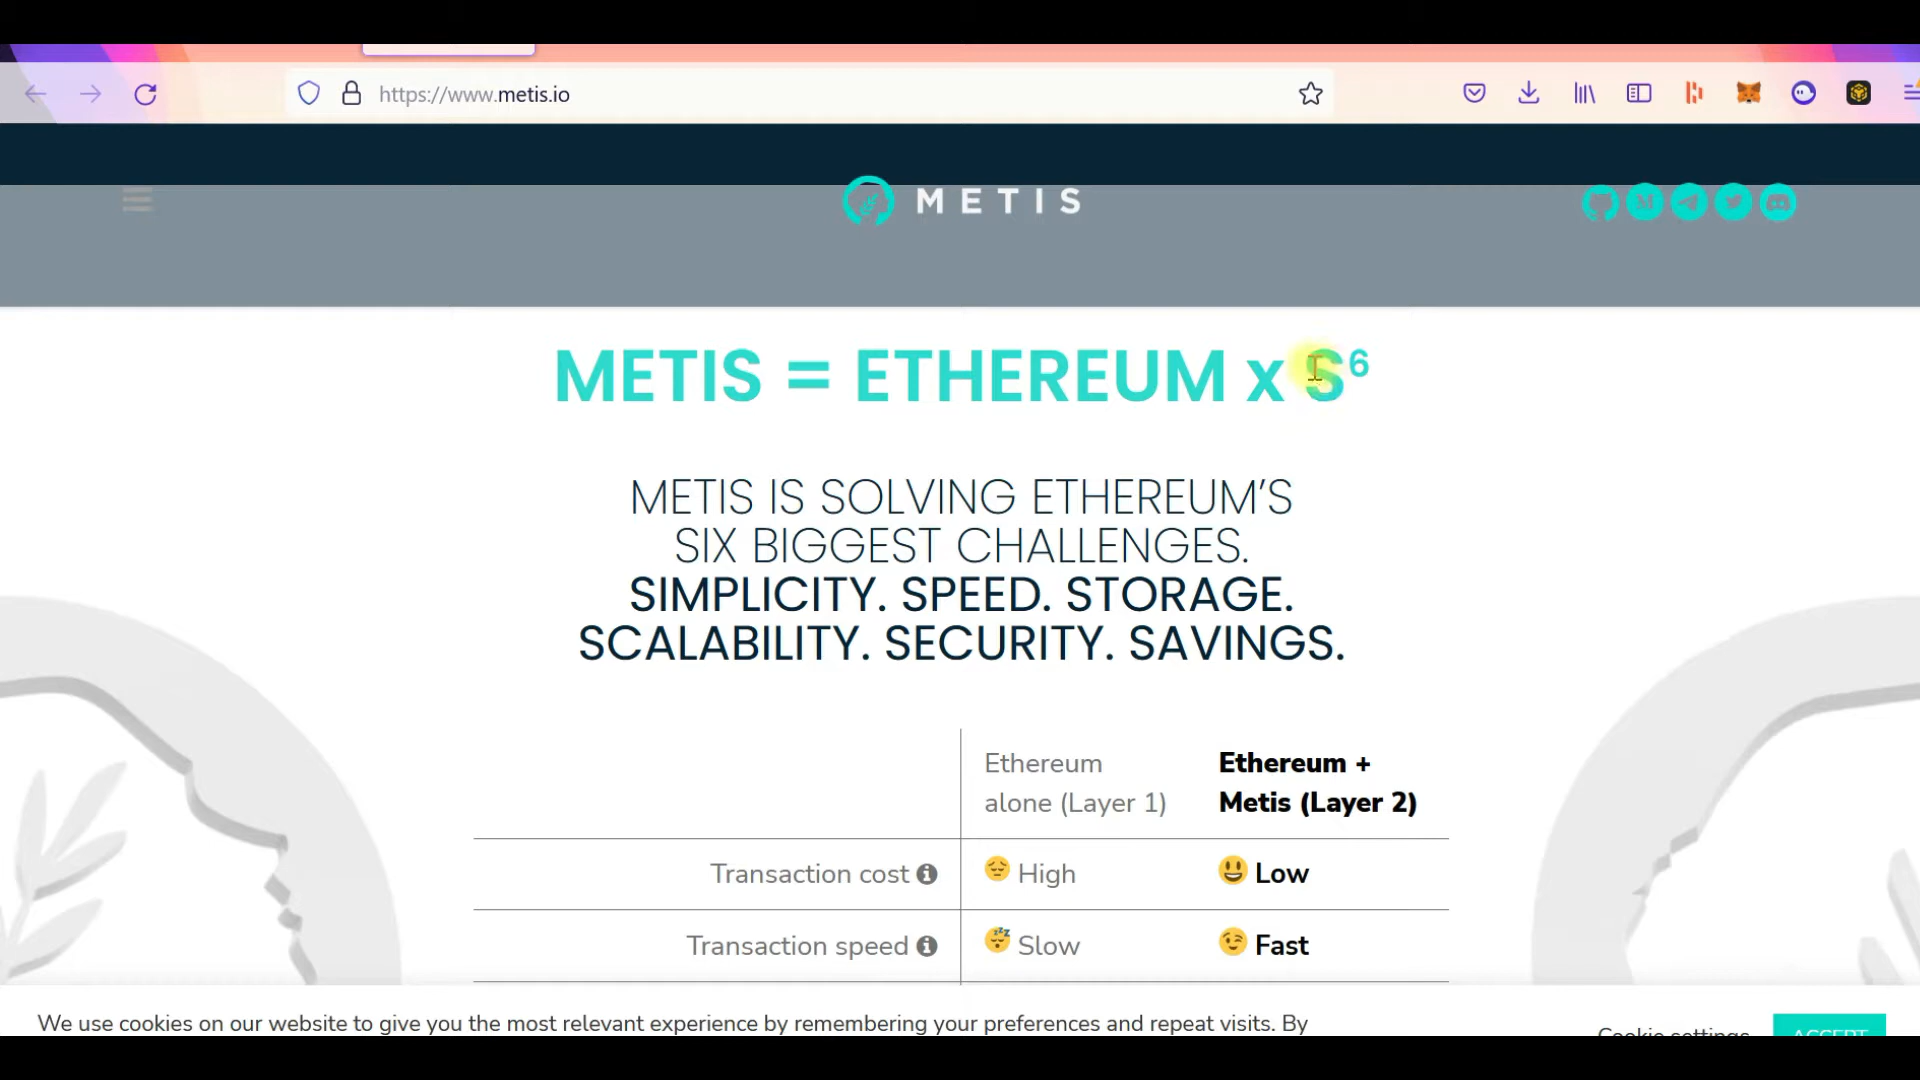 https://www.metis.io
METIS
METIS = ETHEREUM x S⁶
METIS IS SOLVING ETHEREUM’S
SIX BIGGEST CHALLENGES.
SIMPLICITY. SPEED. STORAGE.
SCALABILITY. SECURITY. SAVINGS.
Ethereum
alone (Layer 1)
Ethereum +
Metis (Layer 2)
Transaction cost
High
Low
Transaction speed
Slow
Fast
We use cookies on our website to give you the most relevant experience by remembering your preferences and repeat visits. By
Cookie settings
ACCEPT